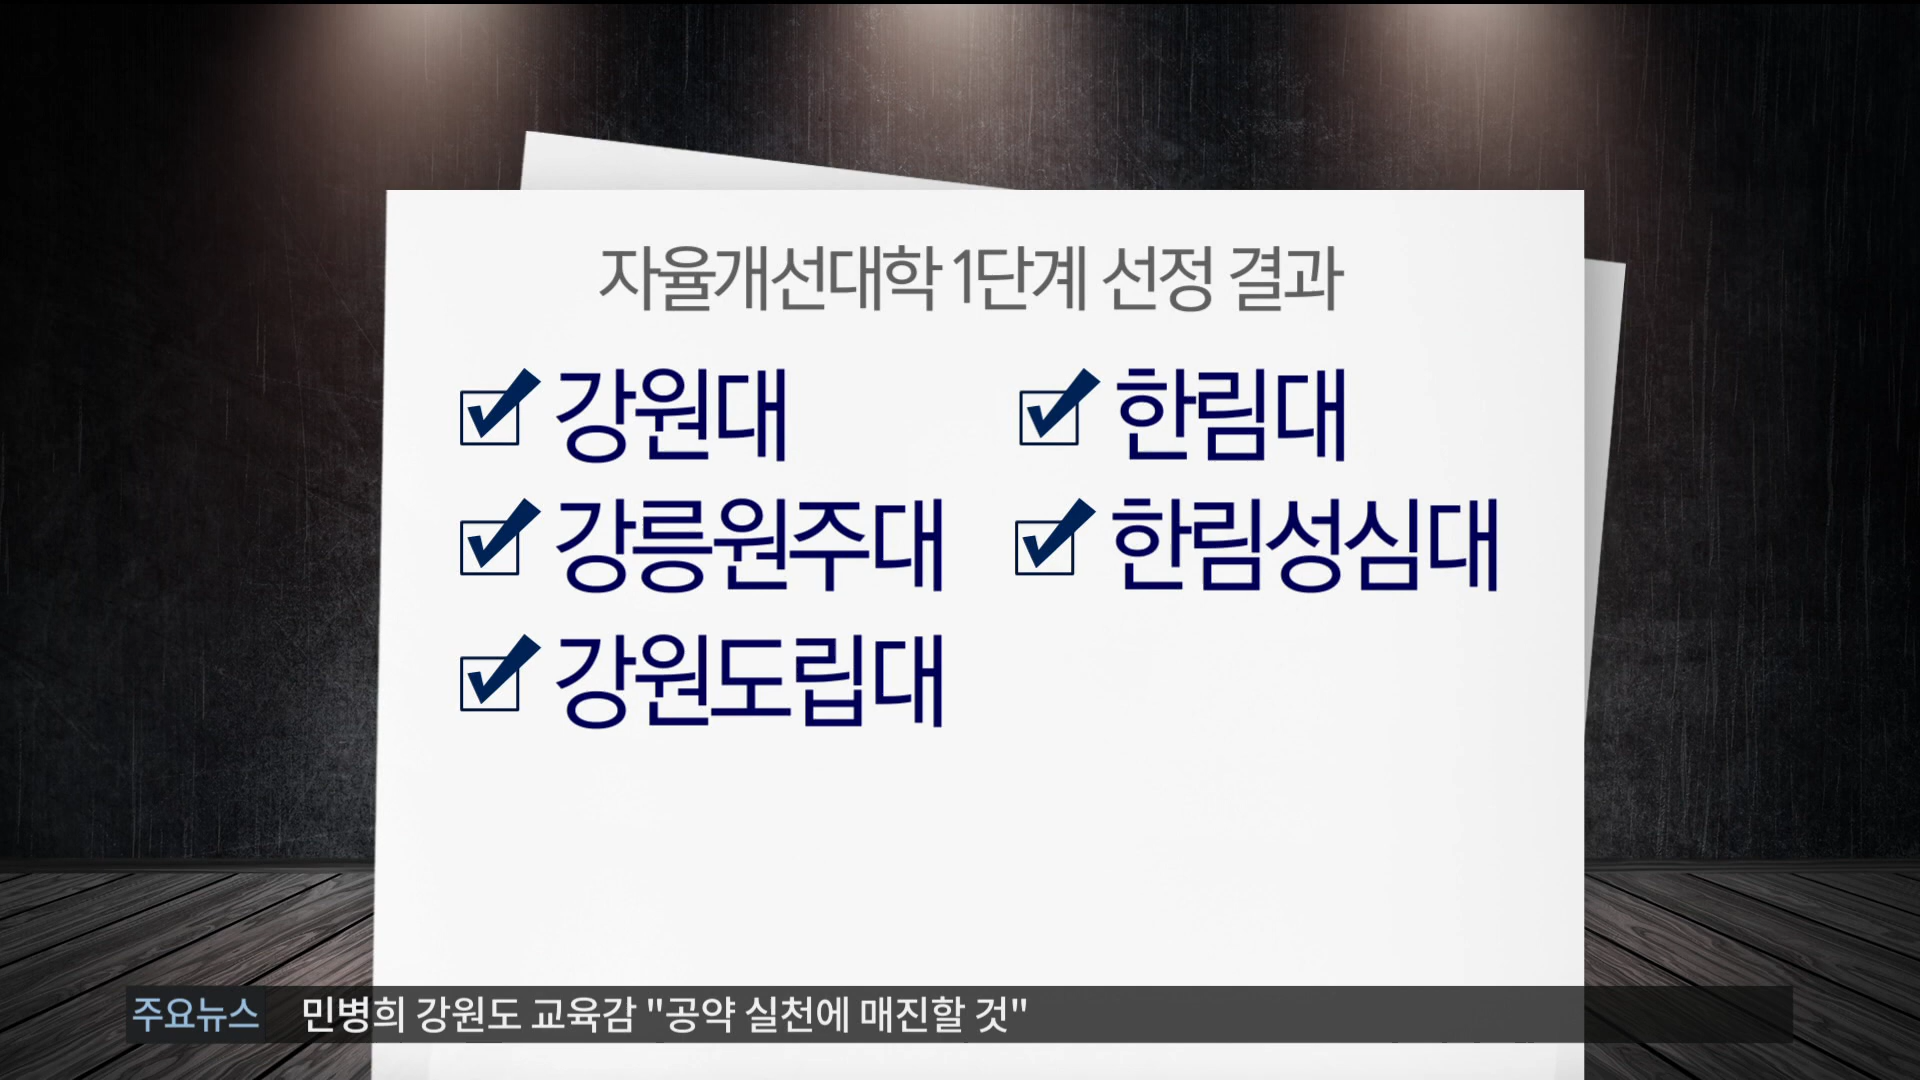 자율개선대학 1단계 선정 결과
강원대
한림대
강릉원주대
한림성심대
강원도립대
주요뉴스 민병희 강원도 교육감 "공약 실천에 매진할 것"